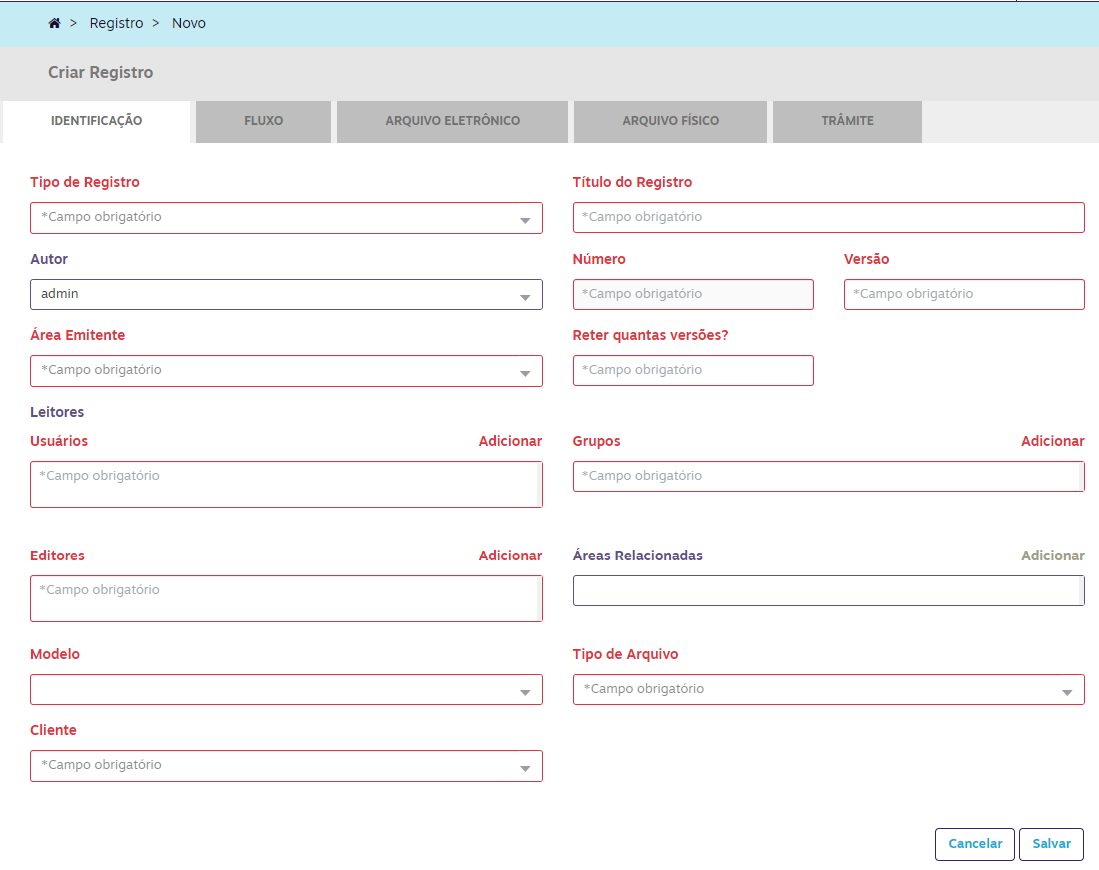 > Registro > Novo
Criar Registro
IDENTIFICAÇÃO FLUXO ARQUIVO ELETRÔNICO ARQUIVO FÍSICO TRÂMITE
Tipo de Registro Título do Registro
*Campo obrigatório *Campo obrigatório
Autor Número Versão
admin *Campo obrigatório *Campo obrigatório
Área Emitente Reter quantas versões?
*Campo obrigatório *Campo obrigatório
Leitores
Usuários Adicionar Grupos Adicionar
*Campo obrigatório *Campo obrigatório
Editores Adicionar Áreas Relacionadas Adicionar
*Campo obrigatório
Modelo Tipo de Arquivo
*Campo obrigatório
Cliente
*Campo obrigatório
Cancelar Salvar